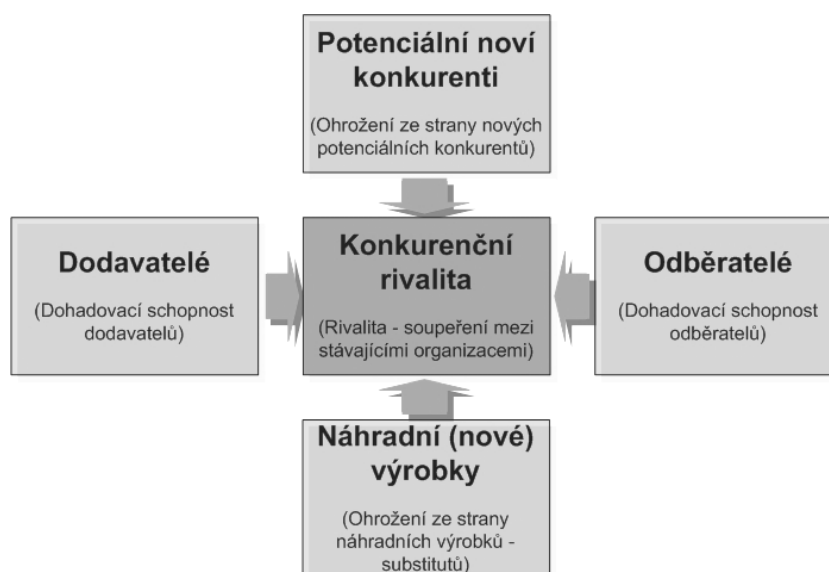 Potenciální noví
konkurenti
(Ohrožení ze strany nových
potenciálních konkurentů)
Dodavatelé
(Dohadovací schopnost
dodavatelů)
Konkurenční
rivalita
(Rivalita - soupeření mezi
stávajícími organizacemi)
Odběratelé
(Dohadovací schopnost
odběratelů)
Náhradní (nové)
výrobky
(Ohrožení ze strany
náhradních výrobků -
substitutů)